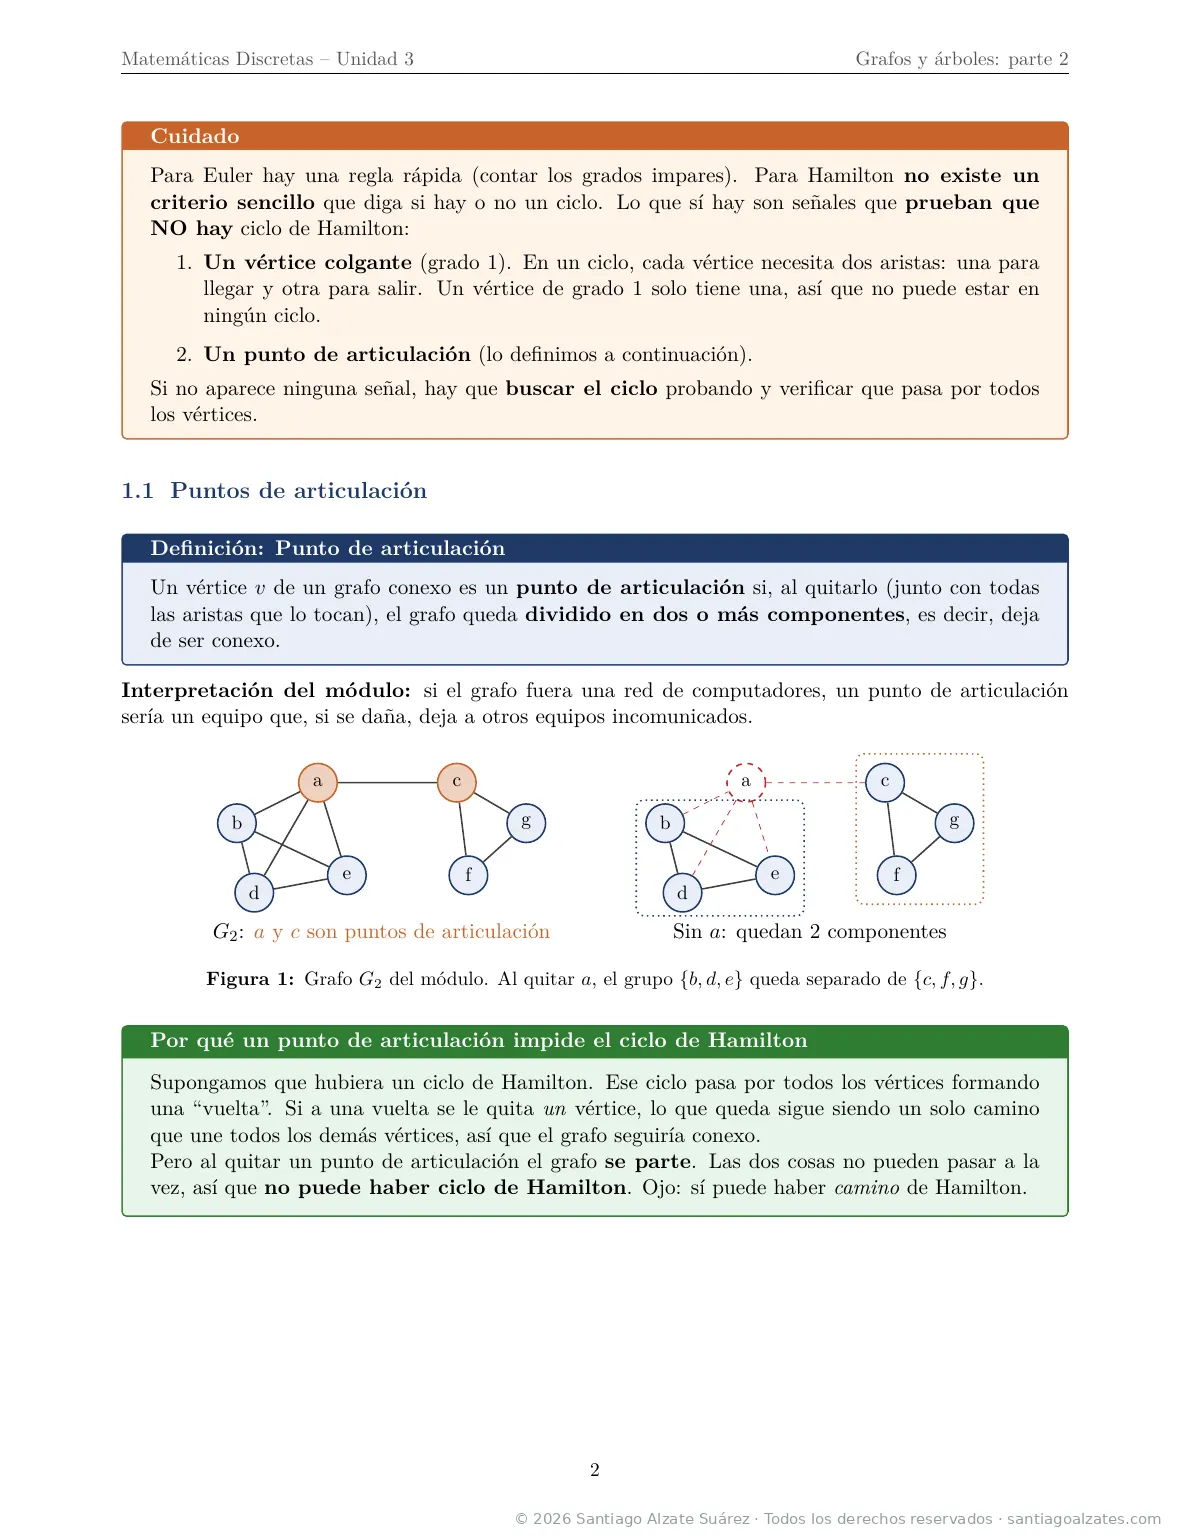 Matemáticas Discretas – Unidad 3
Grafos y árboles: parte 2
Cuidado
Para Euler hay una regla rápida (contar los grados impares). Para Hamilton no existe un
criterio sencillo que diga si hay o no un ciclo. Lo que sí hay son señales que prueban que
NO hay ciclo de Hamilton:
1. Un vértice colgante (grado 1). En un ciclo, cada vértice necesita dos aristas: una para
llegar y otra para salir. Un vértice de grado 1 solo tiene una, así que no puede estar en
ningún ciclo.
2. Un punto de articulación (lo definimos a continuación).
Si no aparece ninguna señal, hay que buscar el ciclo probando y verificar que pasa por todos
los vértices.
1.1 Puntos de articulación
Definición: Punto de articulación
Un vértice v de un grafo conexo es un punto de articulación si, al quitarlo (junto con todas
las aristas que lo tocan), el grafo queda dividido en dos o más componentes, es decir, deja
de ser conexo.
Interpretación del módulo: si el grafo fuera una red de computadores, un punto de articulación
sería un equipo que, si se daña, deja a otros equipos incomunicados.
a
c
b
g
e
f
d
G₂: a y c son puntos de articulación
a
c
b
g
e
f
d
Sin a: quedan 2 componentes
Figura 1: Grafo G₂ del módulo. Al quitar a, el grupo {b, d, e} queda separado de {c, f, g}.
Por qué un punto de articulación impide el ciclo de Hamilton
Supongamos que hubiera un ciclo de Hamilton. Ese ciclo pasa por todos los vértices formando
una “vuelta”. Si a una vuelta se le quita un vértice, lo que queda sigue siendo un solo camino
que une todos los demás vértices, así que el grafo seguiría conexo.
Pero al quitar un punto de articulación el grafo se parte. Las dos cosas no pueden pasar a la
vez, así que no puede haber ciclo de Hamilton. Ojo: sí puede haber camino de Hamilton.
2
© 2026 Santiago Alzate Suárez · Todos los derechos reservados · santiagoalzates.com